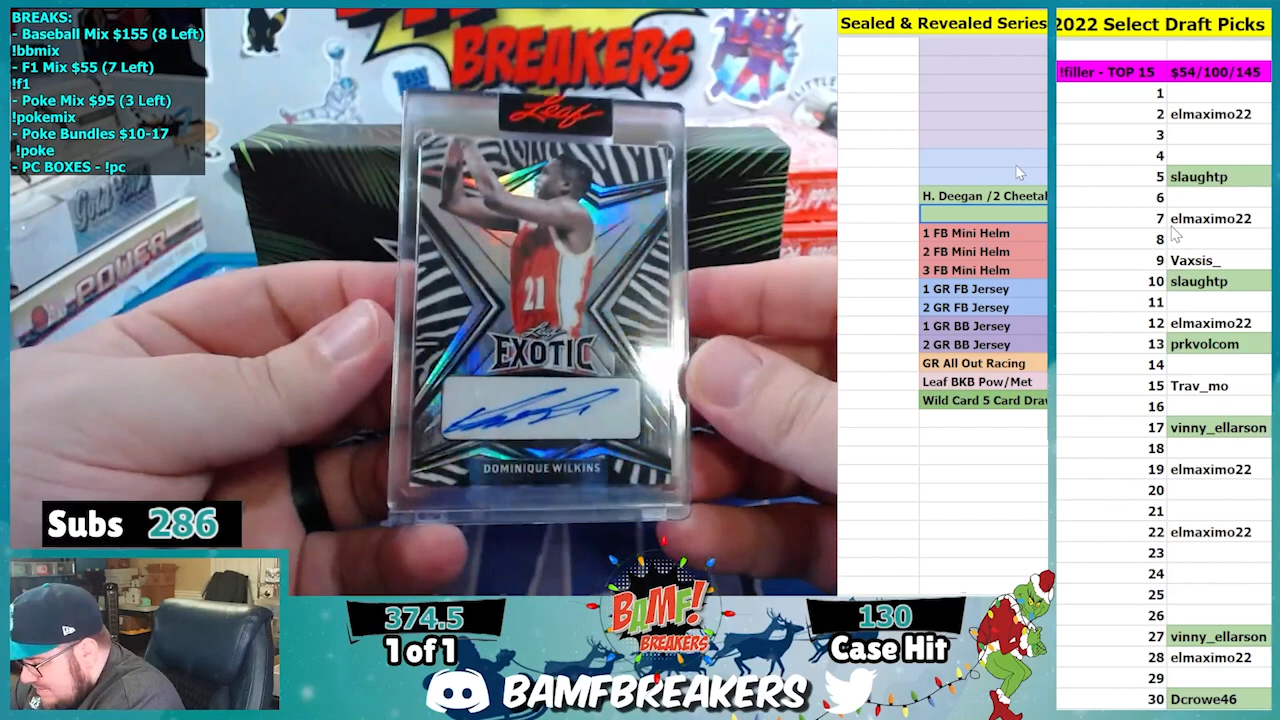 BREAKS:
- Baseball Mix $155 (8 Left)
!bbmix
- F1 Mix $55 (7 Left)
!f1
- Poke Mix $95 (3 Left)
!pokemix
- Poke Bundles $10-17
!poke
- PC BOXES - !pc
BREAKERS
Gold
POWER
Leaf
21
Leaf
EXOTIC
DOMINIQUE WILKINS
Subs 286
374.5
1 of 1
BAMF!
BREAKERS
130
Case Hit
BAMFBREAKERS
Sealed & Revealed Series
H. Deegan /2 Cheetal
1 FB Mini Helm
2 FB Mini Helm
3 FB Mini Helm
1 GR FB Jersey
2 GR FB Jersey
1 GR BB Jersey
2 GR BB Jersey
GR All Out Racing
Leaf BKB Pow/Met
Wild Card 5 Card Dra
2022 Select Draft Picks
!filler - TOP 15 $54/100/145
1
2 elmaximo22
3
4
5 slaughtp
6
7 elmaximo22
8
9 Vaxsis_
10 slaughtp
11
12 elmaximo22
13 prkvolcom
14
15 Trav_mo
16
17 vinny_ellarson
18
19 elmaximo22
20
21
22 elmaximo22
23
24
25
26
27 vinny_ellarson
28 elmaximo22
29
30 Dcrowe46